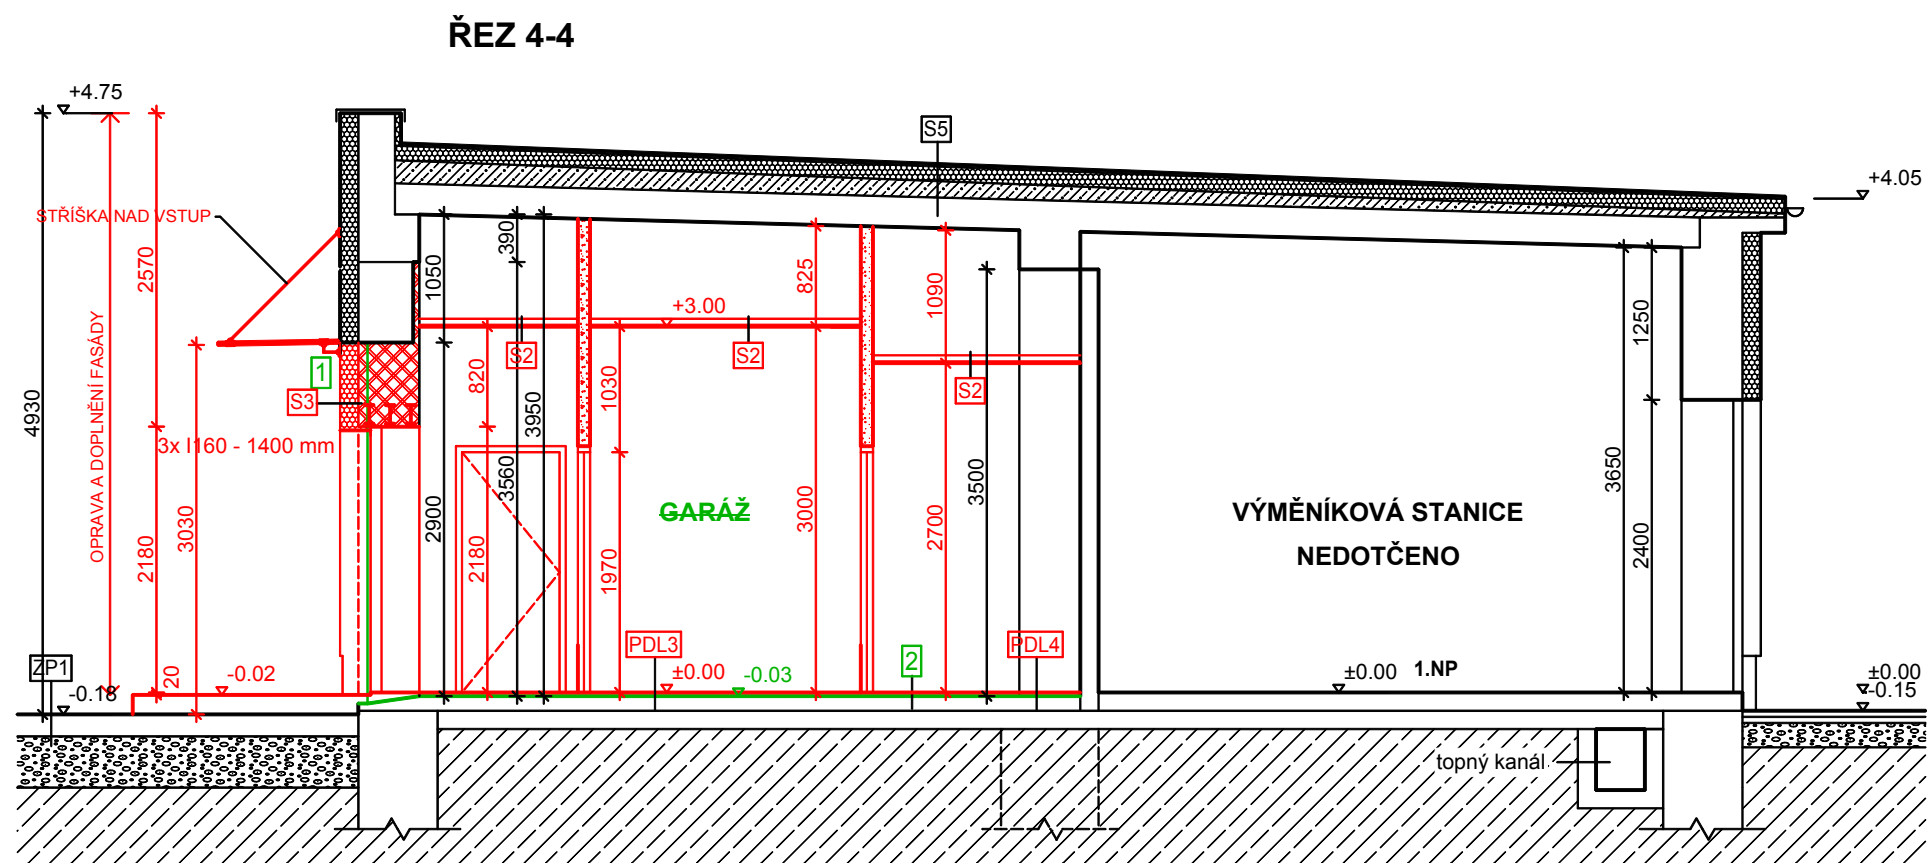 ŘEZ 4-4
+4.75
S5
+4.05
STŘÍŠKA NAD VSTUP
2570
390
1050
825
1090
+3.00
1250
OPRAVA A DOPLNĚNÍ FASÁDY
1
S2
S2
S2
820
1030
S3
4930
3950
3x I160 - 1400 mm
3560
3500
3650
2900
GARÁŽ
3000
2700
VÝMĚNÍKOVÁ STANICE
NEDOTČENO
3030
2180
2180
1970
2400
PDL3
2
PDL4
ZP1
-0.18
20
-0.02
±0.00
-0.03
±0.00
1.NP
±0.00
-0.15
topný kanál